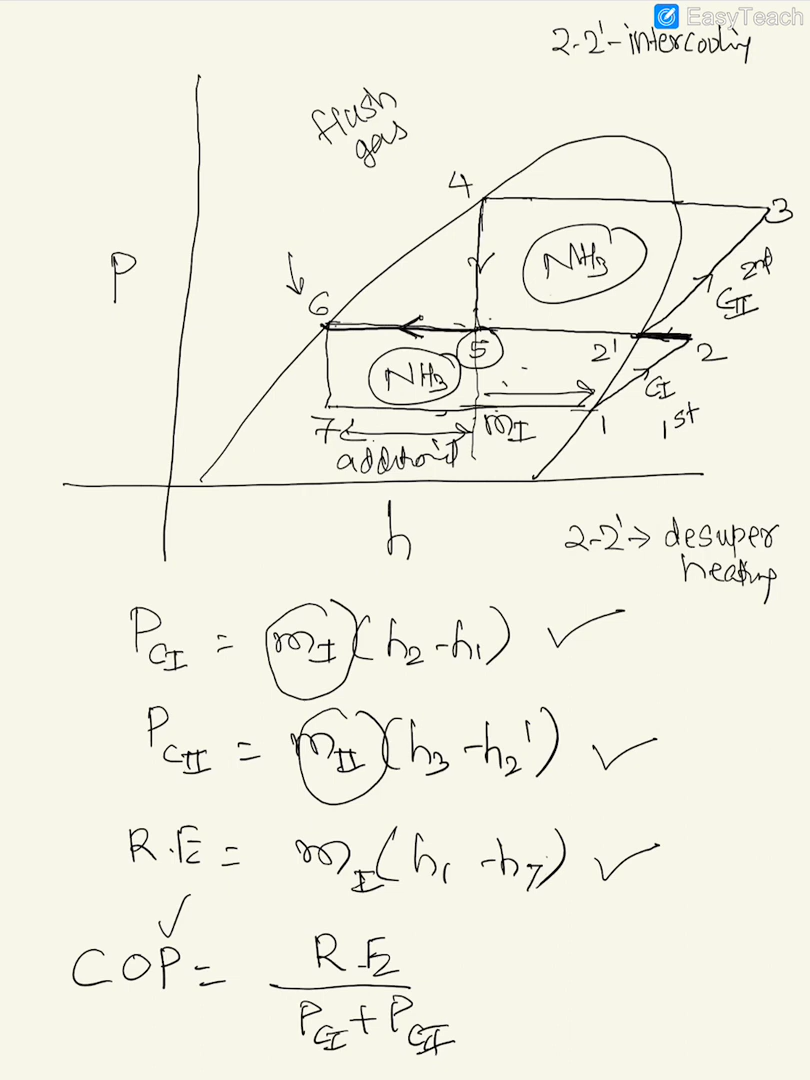 EasyTeach
2-2'-intercooling
flash
gas
4
3
P
NH3
2nd
CII
6
5
2'
2
NH3
CI
7
mI
1
1st
additional
h
2-2'→ desuper
heating
PCI = mI (h2-h1) ✓
PCII = mII (h3-h2') ✓
R.E = mI (h1-h7) ✓
✓
COP = R.E
PCI + PCII